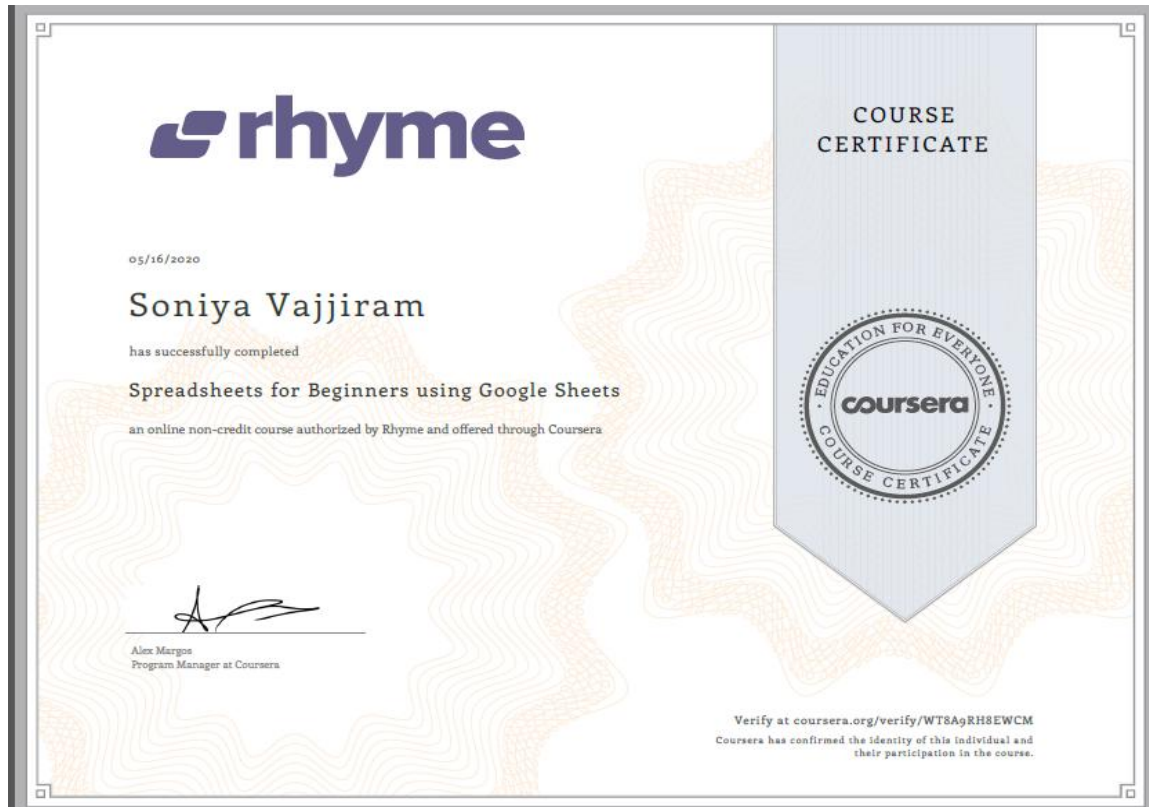 rhyme
05/16/2020
Soniya Vajjiram
has successfully completed
Spreadsheets for Beginners using Google Sheets
an online non-credit course authorized by Rhyme and offered through Coursera
Alex Margos
Program Manager at Coursera
COURSE
CERTIFICATE
EDUCATION FOR EVERYONE
coursera
COURSE CERTIFICATE
Verify at coursera.org/verify/WT8A9RH8EWCM
Coursera has confirmed the identity of this individual and
their participation in the course.